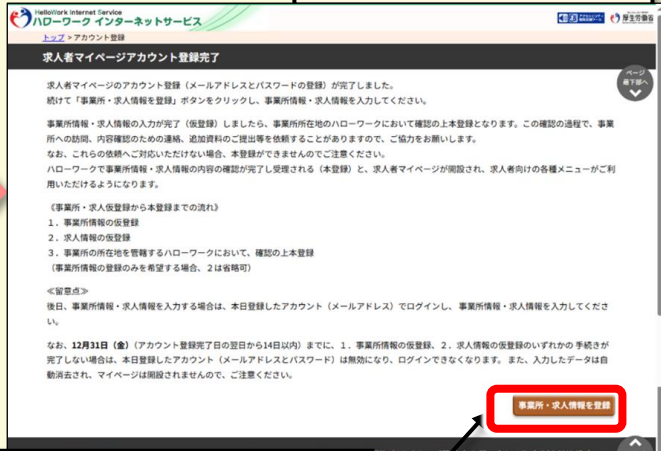 HelloWork Internet Service
ハローワーク インターネットサービス
厚生労働省
トップ > アカウント登録
求人者マイページアカウント登録完了
ページ
最下部へ
求人者マイページのアカウント登録(メールアドレスとパスワードの登録)が完了しました。
続けて「事業所・求人情報を登録」ボタンをクリックし、事業所情報・求人情報を入力してください。
事業所情報・求人情報の入力が完了(仮登録)しましたら、事業所所在地のハローワークにおいて確認の上本登録となります。この確認の過程で、事業
所への訪問、内容確認のための連絡、追加資料のご提出等を依頼することがありますので、ご協力をお願いします。
なお、これらの依頼へご対応いただけない場合、本登録ができませんのでご注意ください。
ハローワークで事業所情報・求人情報の内容の確認が完了し受理される(本登録)と、求人者マイページが開設され、求人者向けの各種メニューがご利
用いただけるようになります。
《事業所・求人仮登録から本登録までの流れ》
1.事業所情報の仮登録
2.求人情報の仮登録
3.事業所の所在地を管轄するハローワークにおいて、確認の上本登録
(事業所情報の登録のみを希望する場合、2は省略可)
≪留意点≫
後日、事業所情報・求人情報を入力する場合は、本日登録したアカウント(メールアドレス)でログインし、 事業所情報・求人情報を入力してくださ
い。
なお、12月31日(金)(アカウント登録完了日の翌日から14日以内)までに、1.事業所情報の仮登録、2.求人情報の仮登録のいずれかの 手続きが
完了しない場合は、本日登録したアカウント(メールアドレスとパスワード)は無効になり、ログインできなくなります。 また、入力したデータは自
動消去され、マイページは開設されませんので、ご注意ください。
事業所・求人情報を登録